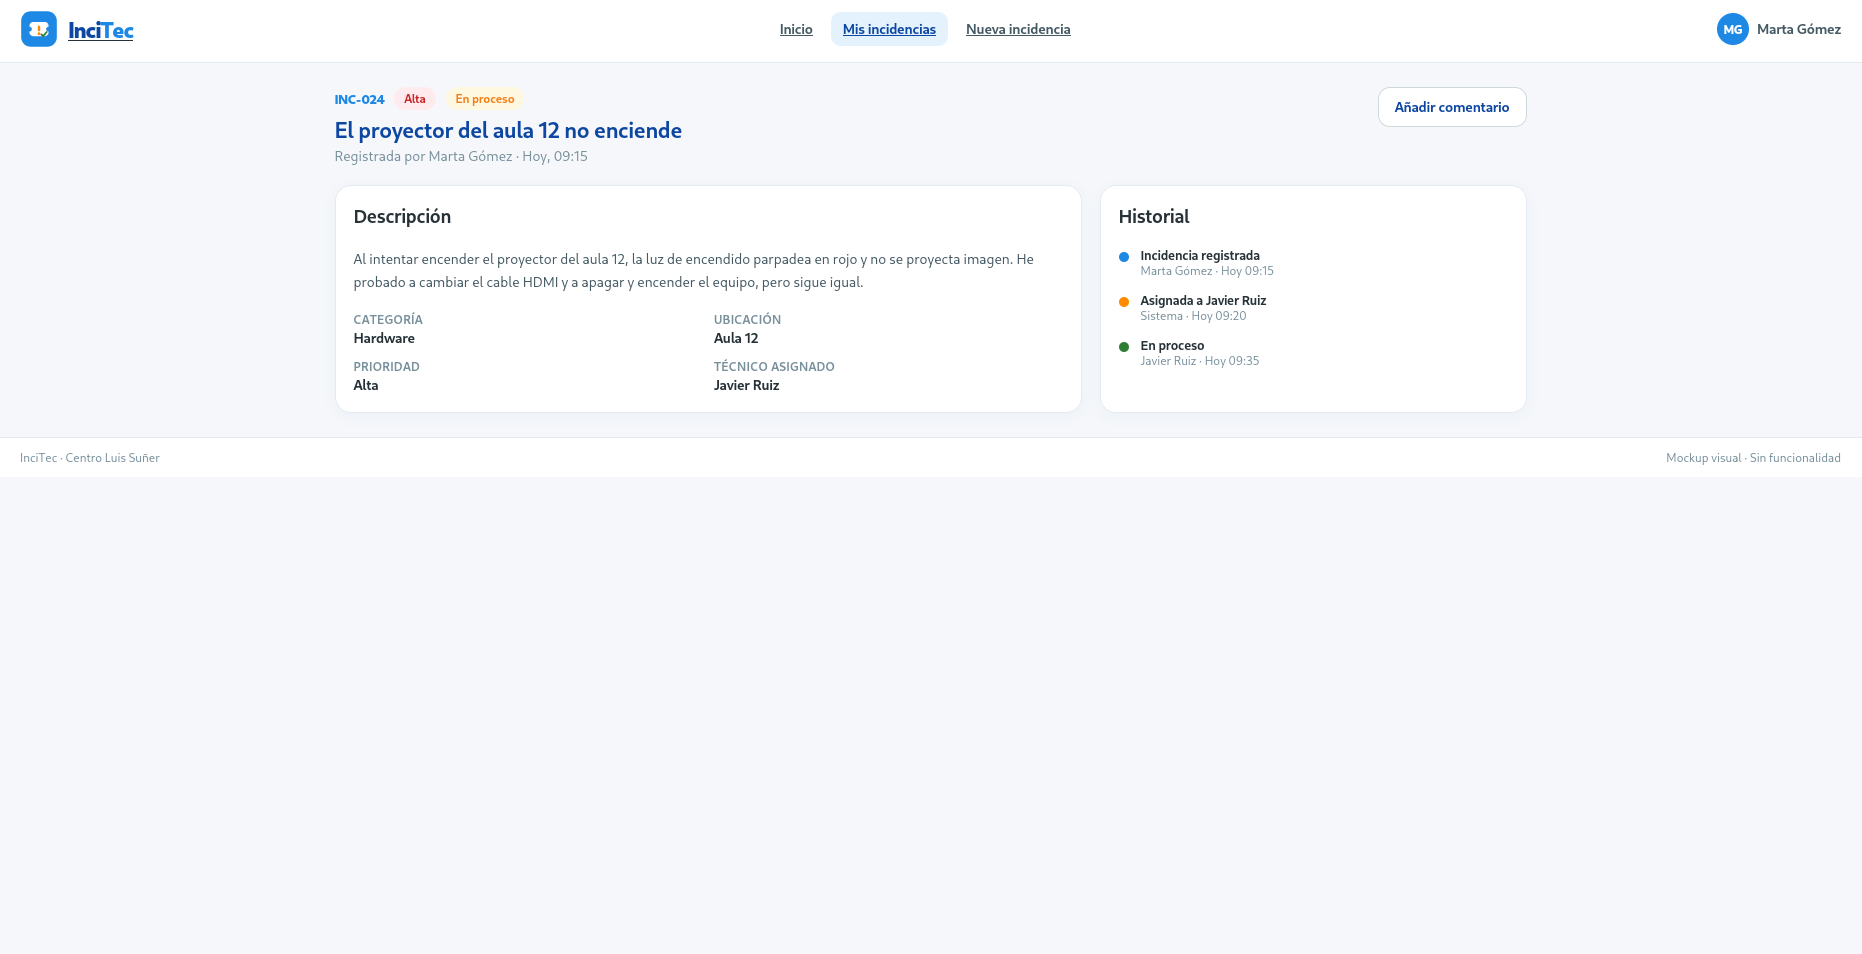 InciTec
Inicio
Mis incidencias
Nueva incidencia
MG
Marta Gómez
INC-024
Alta
En proceso
El proyector del aula 12 no enciende
Registrada por Marta Gómez · Hoy, 09:15
Añadir comentario
Descripción
Al intentar encender el proyector del aula 12, la luz de encendido parpadea en rojo y no se proyecta imagen. He
probado a cambiar el cable HDMI y a apagar y encender el equipo, pero sigue igual.
CATEGORÍA
Hardware
UBICACIÓN
Aula 12
PRIORIDAD
Alta
TÉCNICO ASIGNADO
Javier Ruiz
Historial
Incidencia registrada
Marta Gómez · Hoy 09:15
Asignada a Javier Ruiz
Sistema · Hoy 09:20
En proceso
Javier Ruiz · Hoy 09:35
InciTec · Centro Luis Suñer
Mockup visual · Sin funcionalidad